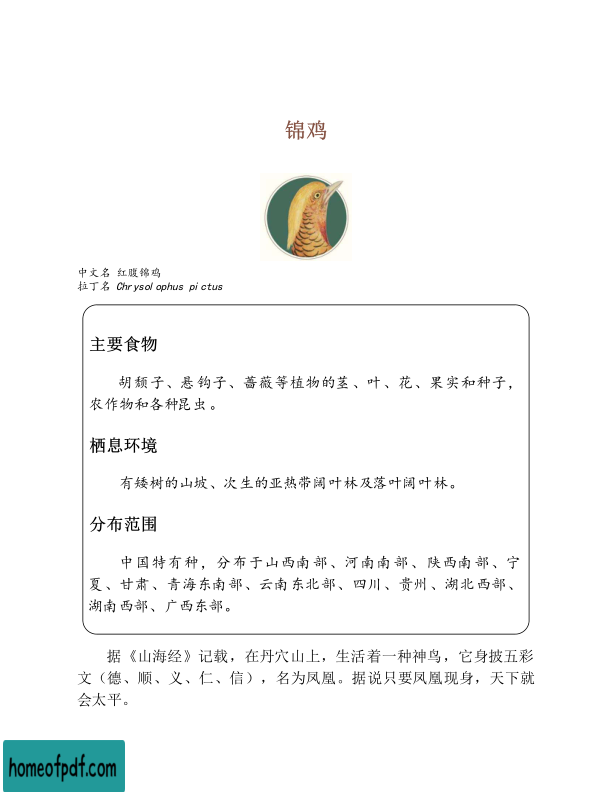 锦鸡
中文名 红腹锦鸡
拉丁名 Chrysolophus pictus
主要食物
胡颓子、悬钩子、蔷薇等植物的茎、叶、花、果实和种子，
农作物和各种昆虫。
栖息环境
有矮树的山坡、次生的亚热带阔叶林及落叶阔叶林。
分布范围
中国特有种，分布于山西南部、河南南部、陕西南部、宁
夏、甘肃、青海东南部、云南东北部、四川、贵州、湖北西部、
湖南西部、广西东部。
据《山海经》记载，在丹穴山上，生活着一种神鸟，它身披五彩
文（德、顺、义、仁、信），名为凤凰。据说只要凤凰现身，天下就
会太平。
homeofpdf.com